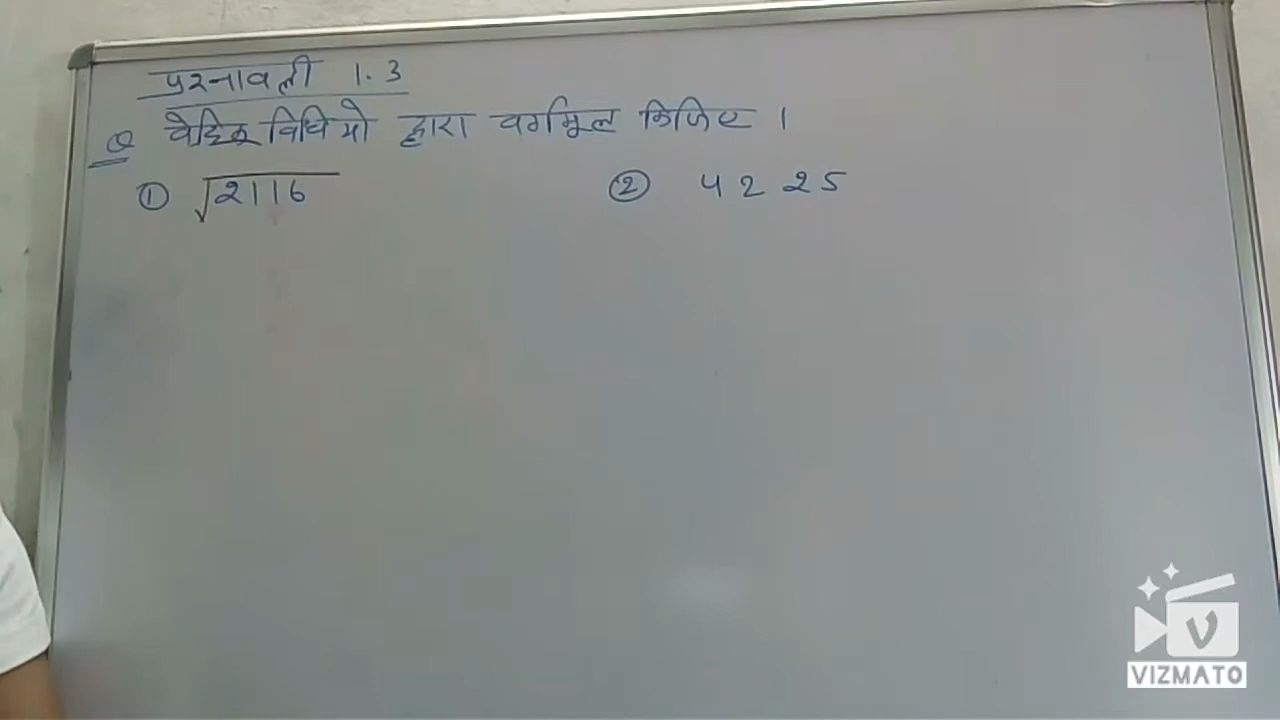 प्रश्नावली 1.3
Q वैदिक विधियो द्वारा वर्गमूल किजिए ।
① √2116 ② 4225
VIZMATO